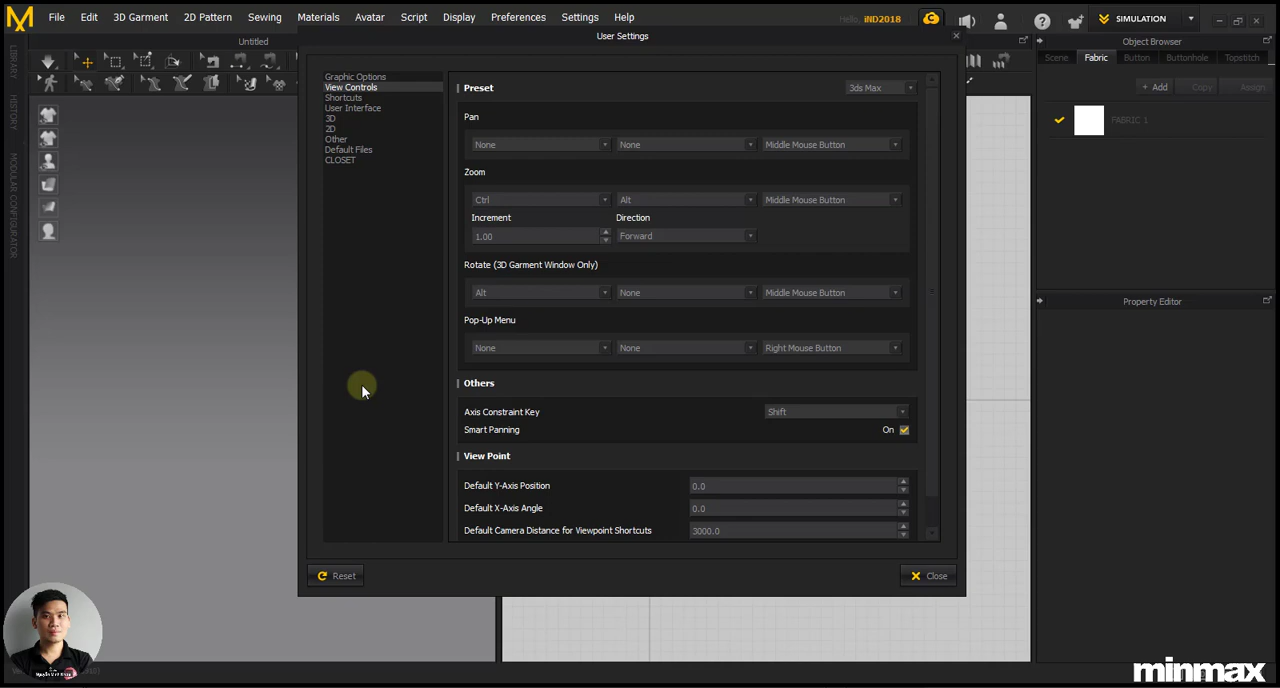 File Edit 3D Garment 2D Pattern Sewing Materials Avatar Script Display Preferences Settings Help Hello, iND2018 SIMULATION
Untitled User Settings Object Browser
Scene Fabric Button Buttonhole Topstitch
+ Add Copy Assign
FABRIC 1
LIBRARY
HISTORY
MODULAR CONFIGURATOR
Graphic Options
View Controls
Shortcuts
User Interface
3D
2D
Other
Default Files
CLOSET
Preset 3ds Max
Pan
None None Middle Mouse Button
Zoom
Ctrl Alt Middle Mouse Button
Increment Direction
1.00 Forward
Rotate (3D Garment Window Only)
Alt None Middle Mouse Button
Pop-Up Menu
None None Right Mouse Button
Others
Axis Constraint Key Shift
Smart Panning On
View Point
Default Y-Axis Position 0.0
Default X-Axis Angle 0.0
Default Camera Distance for Viewpoint Shortcuts 3000.0
Reset Close
Property Editor
minmax